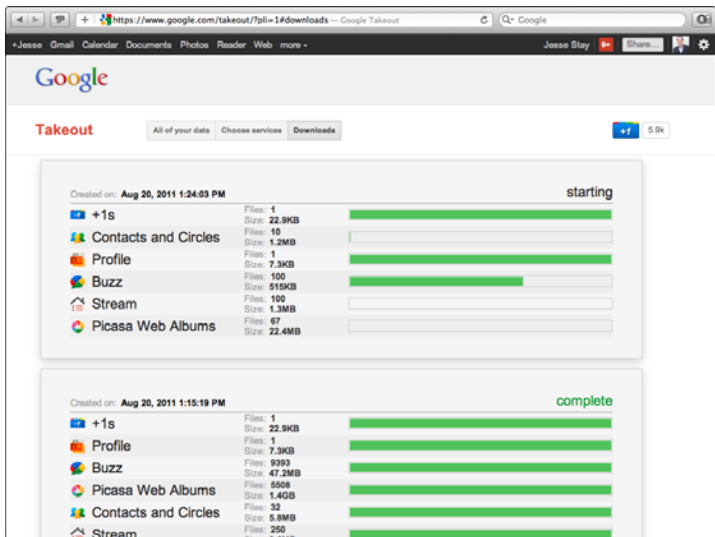 https://www.google.com/takeout/?pli=1#downloads — Google Takeout
Google
+Jesse Gmail Calendar Documents Photos Reader Web more
Jesse Stay 9+ Share...
Google
Takeout All of your data Choose services Downloads +1 5.9k
Created on: Aug 20, 2011 1:24:03 PM starting
+1s Files: 1 Size: 22.9KB
Contacts and Circles Files: 10 Size: 1.2MB
Profile Files: 1 Size: 7.3KB
Buzz Files: 100 Size: 515KB
Stream Files: 100 Size: 1.3MB
Picasa Web Albums Files: 67 Size: 22.4MB
Created on: Aug 20, 2011 1:15:19 PM complete
+1s Files: 1 Size: 22.9KB
Profile Files: 1 Size: 7.3KB
Buzz Files: 9393 Size: 47.2MB
Picasa Web Albums Files: 5508 Size: 1.4GB
Contacts and Circles Files: 32 Size: 5.8MB
Stream Files: 250